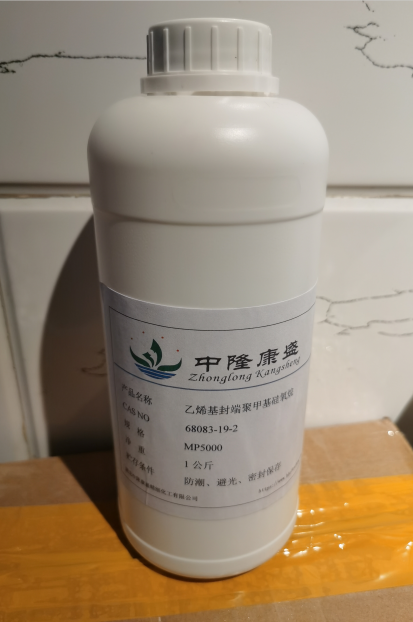 中隆康盛
Zhonglong Kangsheng
产品名称 乙烯基封端聚甲基硅氧烷
CAS NO 68083-19-2
规格 MP5000
净重 1公斤
贮存条件 防潮、避光、密封保存